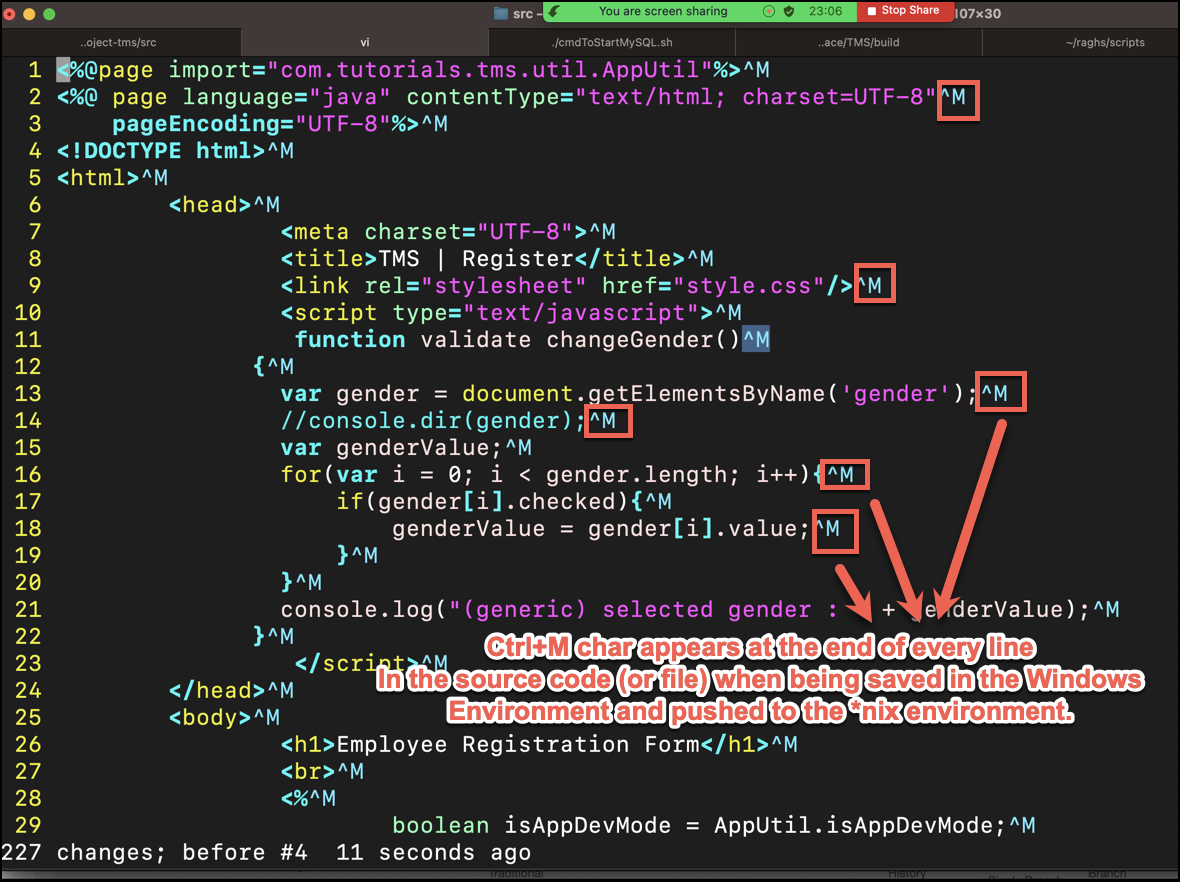 src –
You are screen sharing
23:06
Stop Share
107×30
..oject-tms/src
vi
./cmdToStartMySQL.sh
..ace/TMS/build
~/raghs/scripts
1 <%@page import="com.tutorials.tms.util.AppUtil"%>^M
2 <%@ page language="java" contentType="text/html; charset=UTF-8"^M
3     pageEncoding="UTF-8"%>^M
4 <!DOCTYPE html>^M
5 <html>^M
6         <head>^M
7                 <meta charset="UTF-8">^M
8                 <title>TMS | Register</title>^M
9                 <link rel="stylesheet" href="style.css"/>^M
10                 <script type="text/javascript">^M
11                  function validate changeGender()^M
12               {^M
13                 var gender = document.getElementsByName('gender');^M
14                 //console.dir(gender);^M
15                 var genderValue;^M
16                 for(var i = 0; i < gender.length; i++){^M
17                     if(gender[i].checked){^M
18                         genderValue = gender[i].value;^M
19                     }^M
20                 }^M
21                 console.log("(generic) selected gender : + genderValue);^M
22               }^M
23                  </script>^M
24         </head>^M
25         <body>^M
26                 <h1>Employee Registration Form</h1>^M
27                 <br>^M
28                 <%^M
29                         boolean isAppDevMode = AppUtil.isAppDevMode;^M
Ctrl+M char appears at the end of every line
In the source code (or file) when being saved in the Windows
Environment and pushed to the *nix environment.
227 changes; before #4  11 seconds ago
Traditional
History
Branch